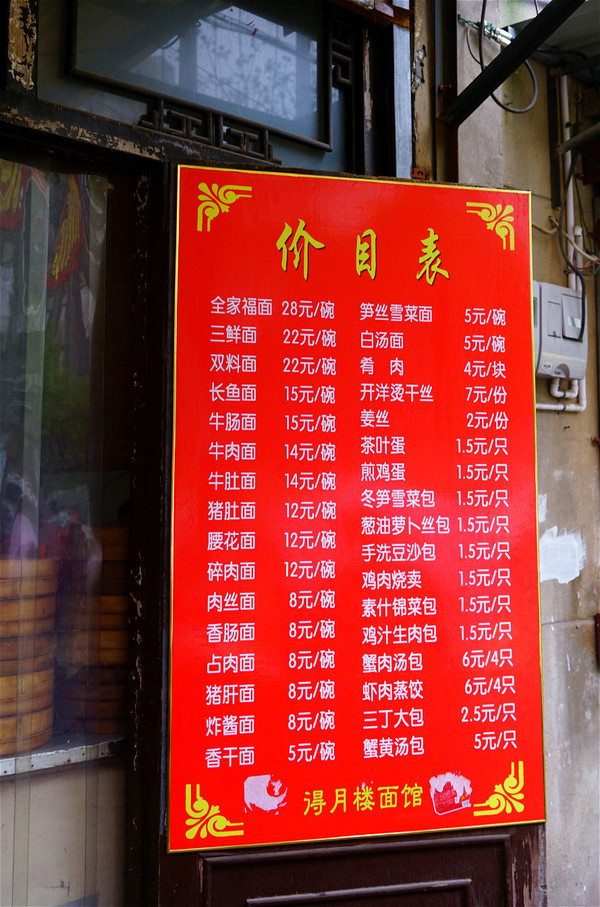 价目表
全家福面 28元/碗
三鲜面 22元/碗
双料面 22元/碗
长鱼面 15元/碗
牛肠面 15元/碗
牛肉面 14元/碗
牛肚面 14元/碗
猪肚面 12元/碗
腰花面 12元/碗
碎肉面 12元/碗
肉丝面 8元/碗
香肠面 8元/碗
占肉面 8元/碗
猪肝面 8元/碗
炸酱面 8元/碗
香干面 5元/碗
笋丝雪菜面 5元/碗
白汤面 5元/碗
肴肉 4元/块
开洋烫干丝 7元/份
姜丝 2元/份
茶叶蛋 1.5元/只
煎鸡蛋 1.5元/只
冬笋雪菜包 1.5元/只
葱油萝卜丝包 1.5元/只
手洗豆沙包 1.5元/只
鸡肉烧卖 1.5元/只
素什锦菜包 1.5元/只
鸡汁生肉包 1.5元/只
蟹肉汤包 6元/4只
虾肉蒸饺 6元/4只
三丁大包 2.5元/只
蟹黄汤包 5元/只
得月楼面馆